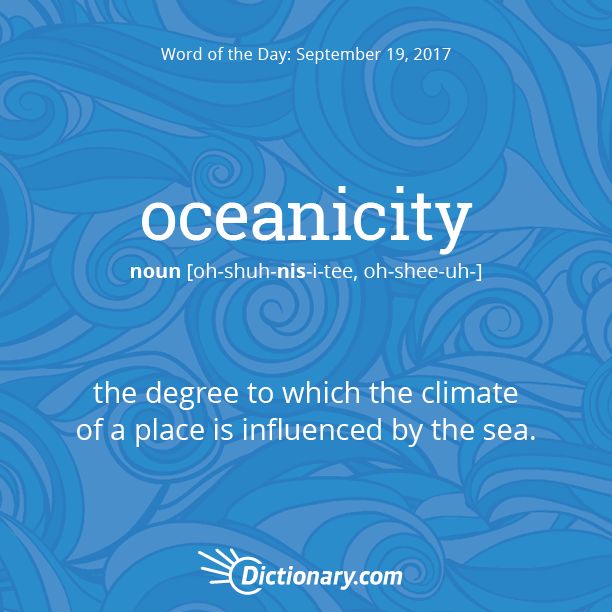 Word of the Day: September 19, 2017
oceanicity
noun [oh-shuh-nis-i-tee, oh-shee-uh-]
the degree to which the climate
of a place is influenced by the sea.
Dictionary.com